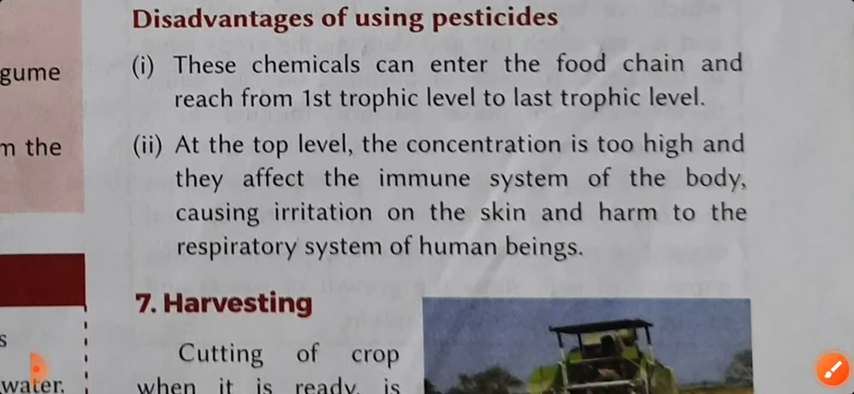 Disadvantages of using pesticides
gume
(i) These chemicals can enter the food chain and
reach from 1st trophic level to last trophic level.
m the
(ii) At the top level, the concentration is too high and
they affect the immune system of the body,
causing irritation on the skin and harm to the
respiratory system of human beings.
7. Harvesting
s
Cutting of crop
water.
when it is ready, is